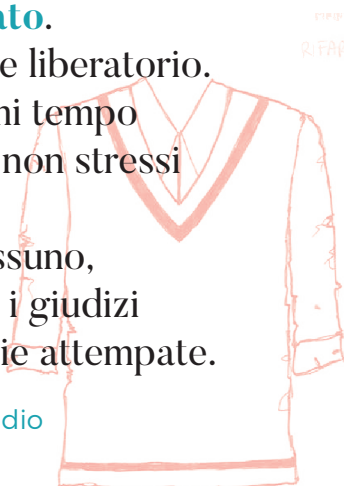 ato.
e liberatorio.
ni tempo
non stressi
ssuno,
i giudizi
ie attempate.
dio